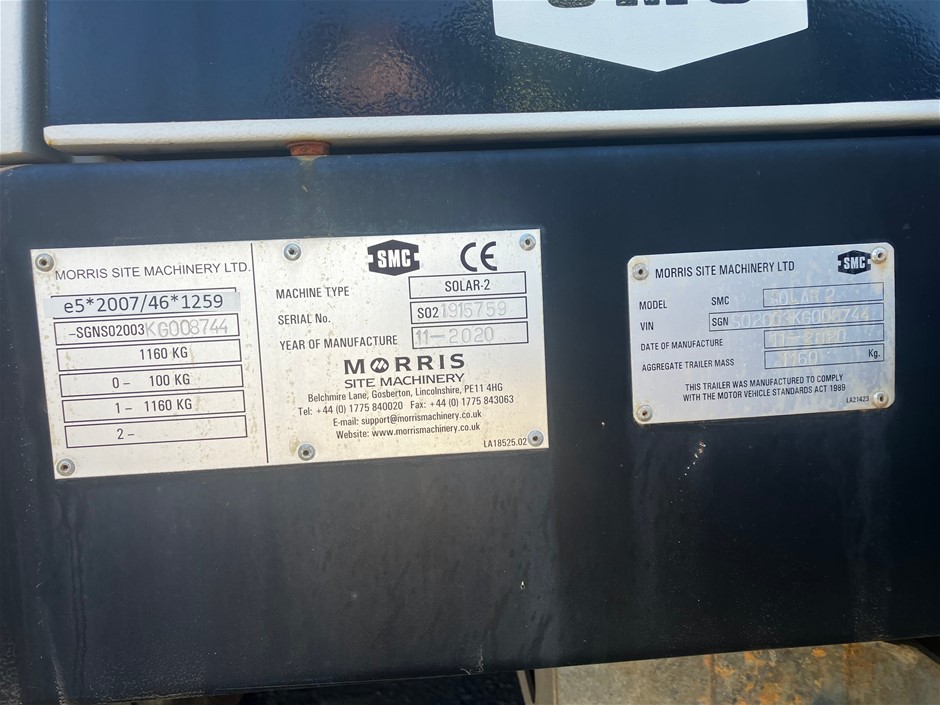 SMC
MORRIS SITE MACHINERY LTD.
e5*2007/46*1259
-SGNS02003KG008744
1160 KG
0- 100 KG
1- 1160 KG
2-
SMC CE
MACHINE TYPE SOLAR-2
SERIAL No. S021915759
YEAR OF MANUFACTURE 11-2020
MORRIS
SITE MACHINERY
Belchmire Lane, Gosberton, Lincolnshire, PE11 4HG
Tel: +44 (0) 1775 840020 Fax: +44 (0) 1775 843063
E-mail: support@morrismachinery.co.uk
Website: www.morrismachinery.co.uk
LA18525.02
MORRIS SITE MACHINERY LTD SMC
MODEL SMC SOLAR-2
VIN SGN
DATE OF MANUFACTURE 11-2020
AGGREGATE TRAILER MASS 1160 Kg.
THIS TRAILER WAS MANUFACTURED TO COMPLY
WITH THE MOTOR VEHICLE STANDARDS ACT 1989
LA21423